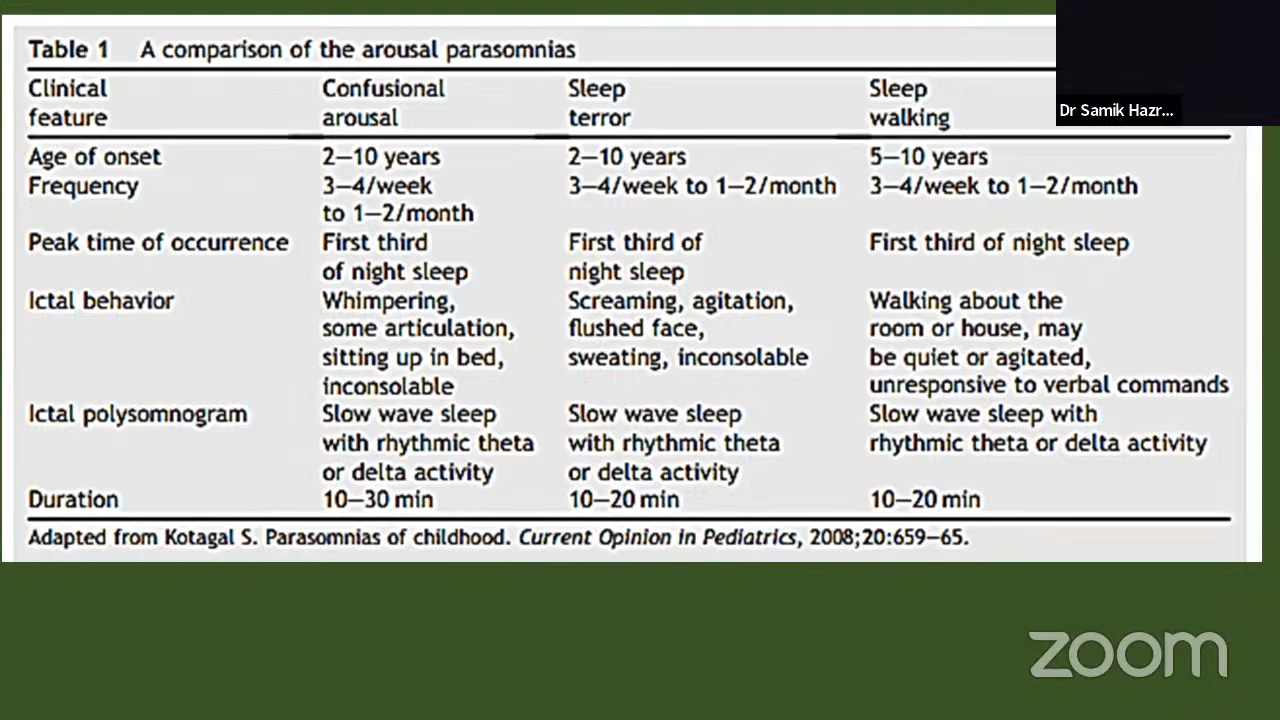 Table 1 A comparison of the arousal parasomnias
Clinical feature Confusional arousal Sleep terror Sleep walking
Age of onset 2–10 years 2–10 years 5–10 years
Frequency 3–4/week to 1–2/month 3–4/week to 1–2/month 3–4/week to 1–2/month
Peak time of occurrence First third of night sleep First third of night sleep First third of night sleep
Ictal behavior Whimpering, some articulation, sitting up in bed, inconsolable Screaming, agitation, flushed face, sweating, inconsolable Walking about the room or house, may be quiet or agitated, unresponsive to verbal commands
Ictal polysomnogram Slow wave sleep with rhythmic theta or delta activity Slow wave sleep with rhythmic theta or delta activity Slow wave sleep with rhythmic theta or delta activity
Duration 10–30 min 10–20 min 10–20 min
Adapted from Kotagal S. Parasomnias of childhood. Current Opinion in Pediatrics, 2008;20:659–65.
Dr Samik Hazr...
zoom